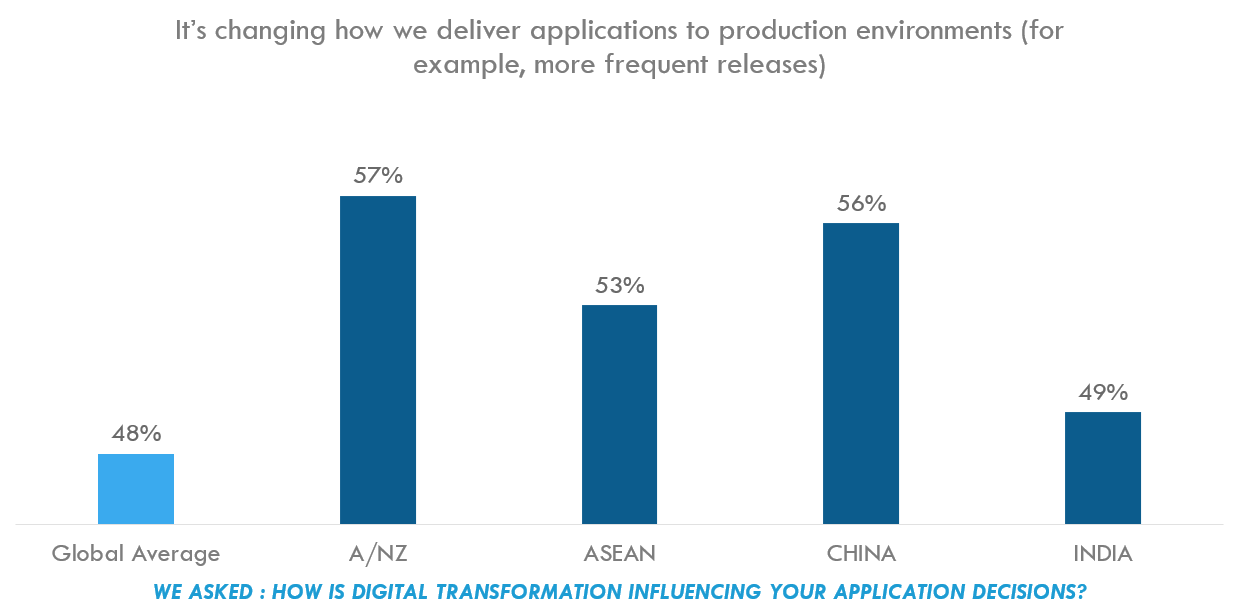 It’s changing how we deliver applications to production environments (for
example, more frequent releases)
57%
56%
53%
49%
48%
Global Average A/NZ ASEAN CHINA INDIA
WE ASKED : HOW IS DIGITAL TRANSFORMATION INFLUENCING YOUR APPLICATION DECISIONS?